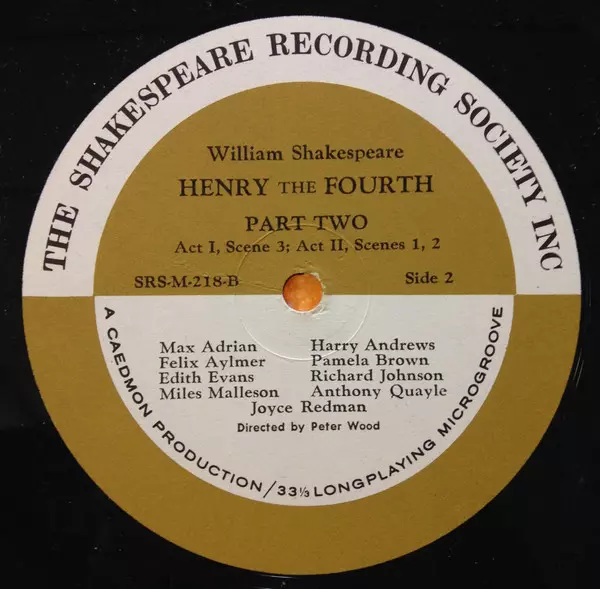 THE SHAKESPEARE RECORDING SOCIETY INC
William Shakespeare
HENRY THE FOURTH
PART TWO
Act I, Scene 3; Act II, Scenes 1, 2
SRS-M-218-B Side 2
Max Adrian Harry Andrews
Felix Aylmer Pamela Brown
Edith Evans Richard Johnson
Miles Malleson Anthony Quayle
Joyce Redman
Directed by Peter Wood
A CAEDMON PRODUCTION/33⅓ LONGPLAYING MICROGROOVE